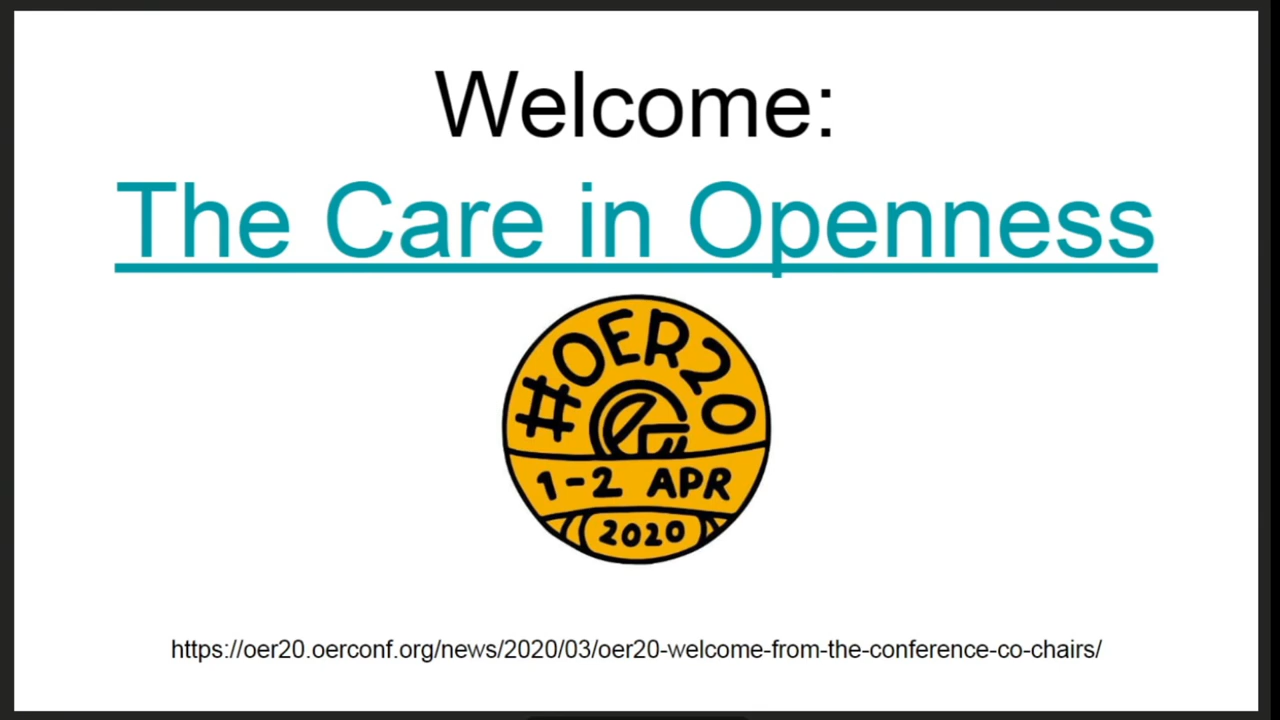 Welcome:
The Care in Openness
#OER20
1-2 APR
2020
https://oer20.oerconf.org/news/2020/03/oer20-welcome-from-the-conference-co-chairs/